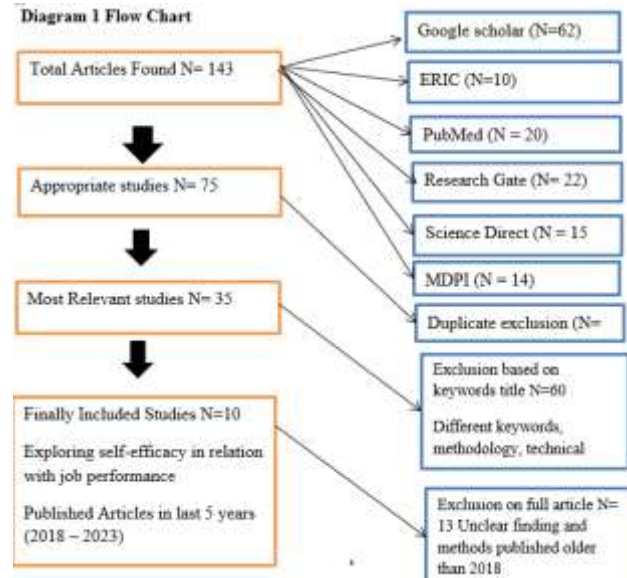 Diagram 1 Flow Chart
Total Articles Found N= 143
Appropriate studies N= 75
Most Relevant studies N= 35
Finally Included Studies N=10
Exploring self-efficacy in relation
with job performance
Published Articles in last 5 years
(2018 – 2023)
Google scholar (N=62)
ERIC (N=10)
PubMed (N = 20)
Research Gate (N= 22)
Science Direct (N = 15
MDPI (N = 14)
Duplicate exclusion (N=
Exclusion based on
keywords title N=60
Different keywords,
methodology, technical
Exclusion on full article N=
13 Unclear finding and
methods published older
than 2018